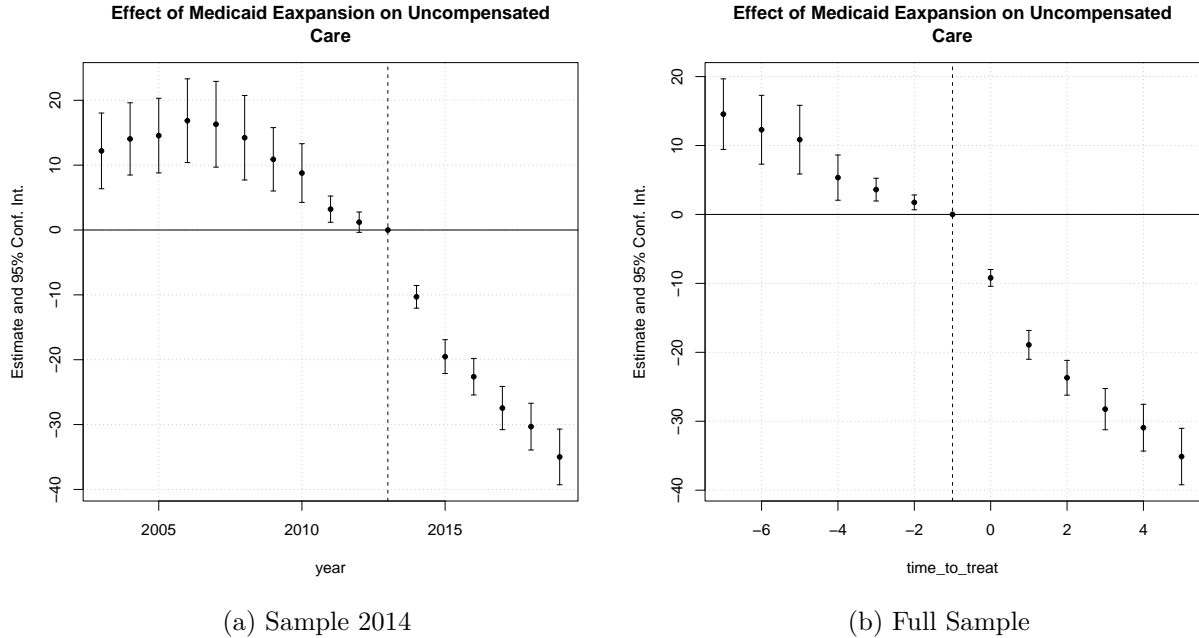 Effect of Medicaid Eaxpansion on Uncompensated
Care
Estimate and 95% Conf. Int.
20
10
0
−10
−20
−30
−40
2005
2010
2015
year
(a) Sample 2014
Effect of Medicaid Eaxpansion on Uncompensated
Care
Estimate and 95% Conf. Int.
20
10
0
−10
−20
−30
−40
−6
−4
−2
0
2
4
time_to_treat
(b) Full Sample